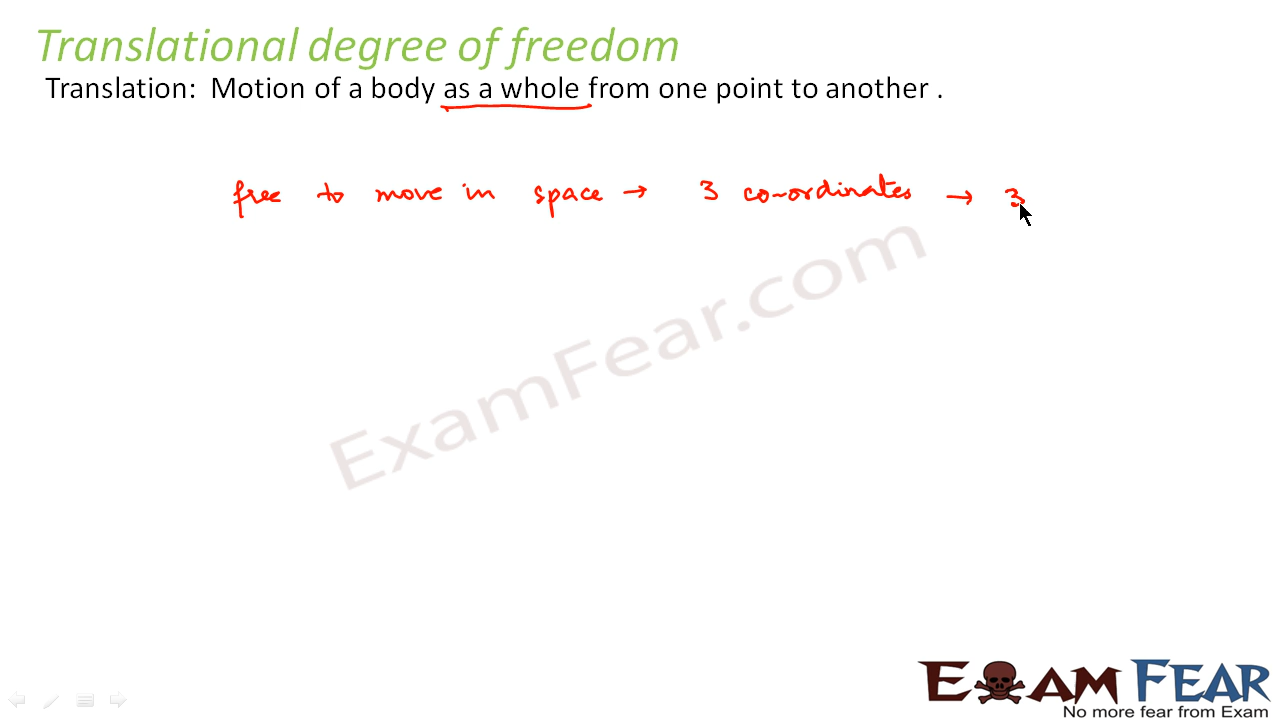 Translational degree of freedom
Translation: Motion of a body as a whole from one point to another .
free to move in space → 3 co-ordinates → 3
ExamFear.com
EXAM FEAR
No more fear from Exam